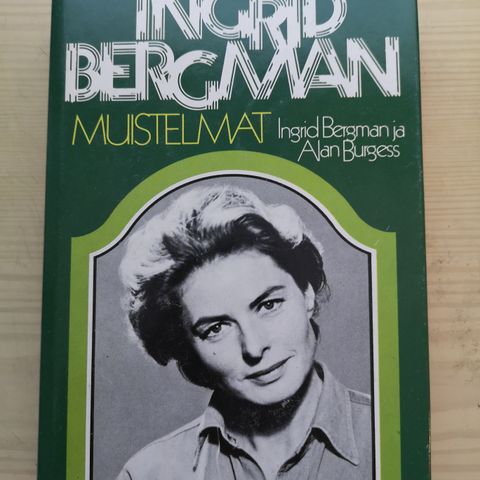 INGRID
BERGMAN
MUISTELMAT Ingrid Bergman ja
Alan Burgess